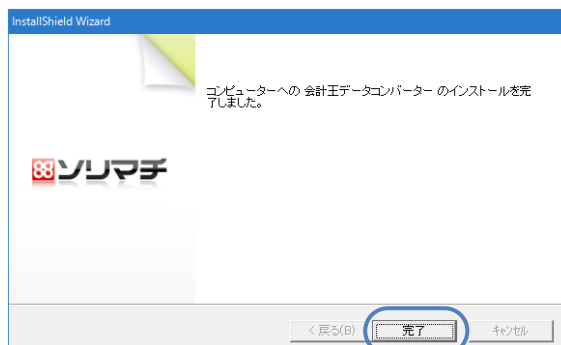 InstallShield Wizard
コンピューターへの 会計王データコンバーター のインストールを完
了しました。
ソリマチ
< 戻る(B)
完了
キャンセル